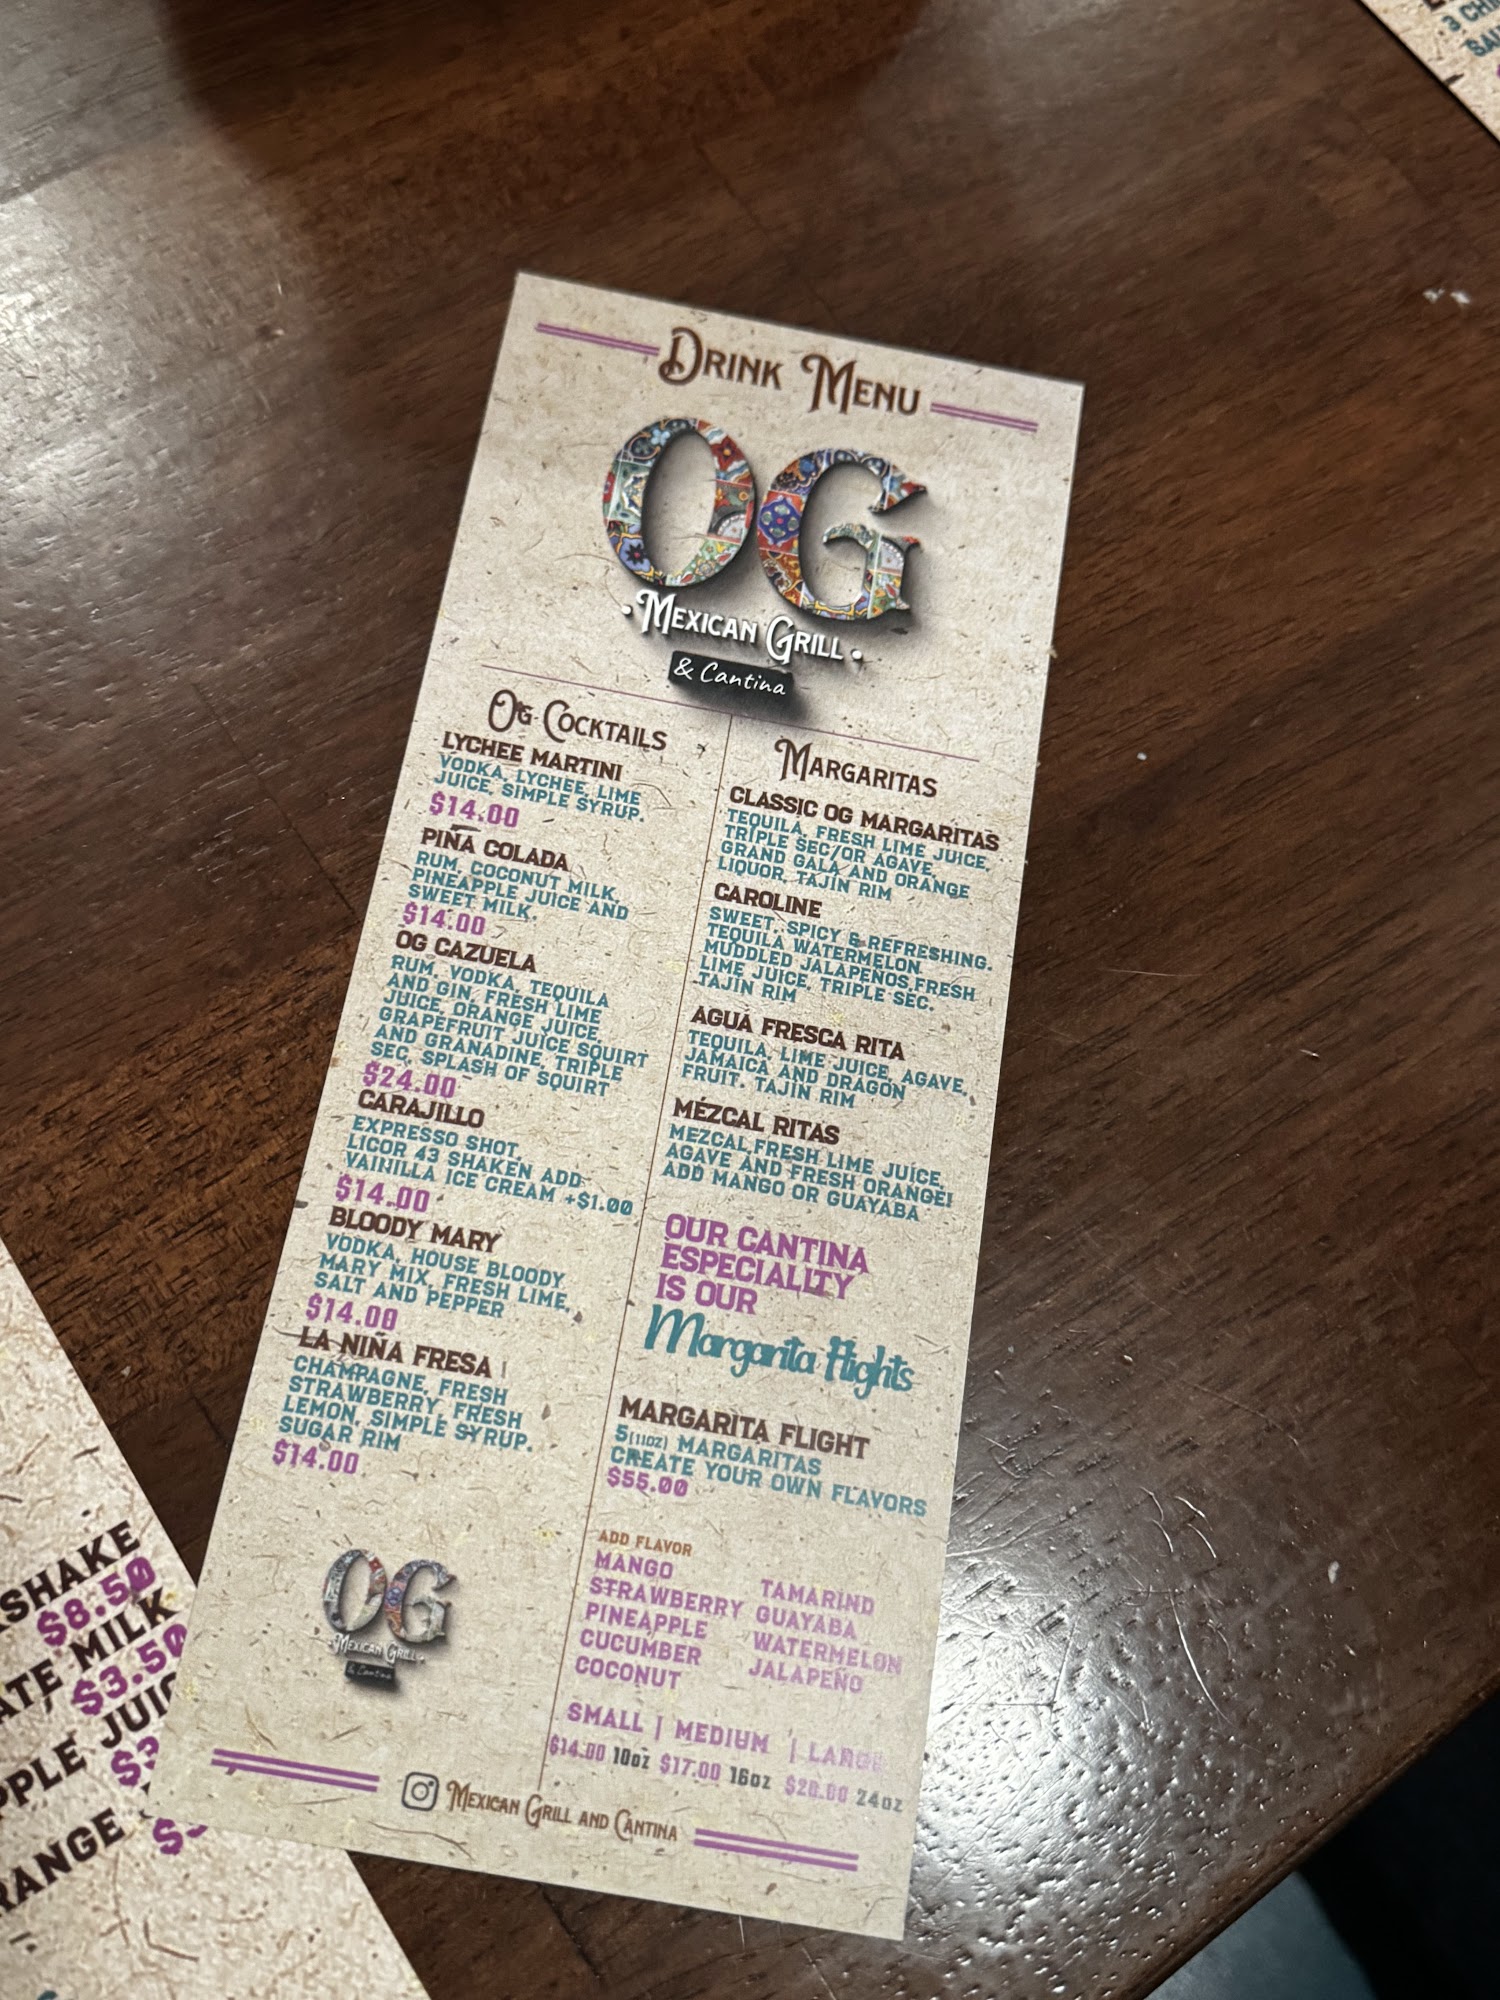 DRINK MENU
OG
• MEXICAN GRILL •
& Cantina
OG COCKTAILS
LYCHEE MARTINI
VODKA, LYCHEE, LIME
JUICE, SIMPLE SYRUP.
$14.00
PIÑA COLADA
RUM, COCONUT MILK,
PINEAPPLE JUICE AND
SWEET MILK.
$14.00
OG CAZUELA
RUM, VODKA, TEQUILA
AND GIN, FRESH LIME
JUICE, ORANGE JUICE,
GRAPEFRUIT JUICE SQUIRT
AND GRANADINE, TRIPLE
SEC, SPLASH OF SQUIRT
$24.00
CARAJILLO
EXPRESSO SHOT,
LICOR 43 SHAKEN ADD
VAINILLA ICE CREAM +$1.00
$14.00
BLOODY MARY
VODKA, HOUSE BLOODY
MARY MIX, FRESH LIME,
SALT AND PEPPER
$14.00
LA NIÑA FRESA
CHAMPAGNE, FRESH
STRAWBERRY, FRESH
LEMON, SIMPLE SYRUP.
SUGAR RIM
$14.00
OG
MEXICAN GRILL
& Cantina
MARGARITAS
CLASSIC OG MARGARITAS
TEQUILA, FRESH LIME JUICE,
TRIPLE SEC/OR AGAVE,
GRAND GALA AND ORANGE
LIQUOR, TAJÍN RIM
CAROLINE
SWEET, SPICY & REFRESHING.
TEQUILA WATERMELON,
MUDDLED JALAPEÑOS,FRESH
LIME JUICE, TRIPLE SEC.
TAJÍN RIM
AGUA FRESCA RITA
TEQUILA, LIME JUICE, AGAVE,
JAMAICA AND DRAGON
FRUIT. TAJIN RIM
MÉZCAL RITAS
MEZCAL,FRESH LIME JUICE,
AGAVE AND FRESH ORANGE!
ADD MANGO OR GUAYABA
OUR CANTINA
ESPECIALITY
IS OUR
Margarita Flights
MARGARITA FLIGHT
5(11OZ) MARGARITAS
CREATE YOUR OWN FLAVORS
$55.00
ADD FLAVOR
MANGO
STRAWBERRY
PINEAPPLE
CUCUMBER
COCONUT
TAMARIND
GUAYABA
WATERMELON
JALAPEÑO
SMALL | MEDIUM | LARGE
$14.00 10oz $17.00 16oz $20.00 24oz
MEXICAN GRILL AND CANTINA
SHAKE
$8.50
MILK
$3.50